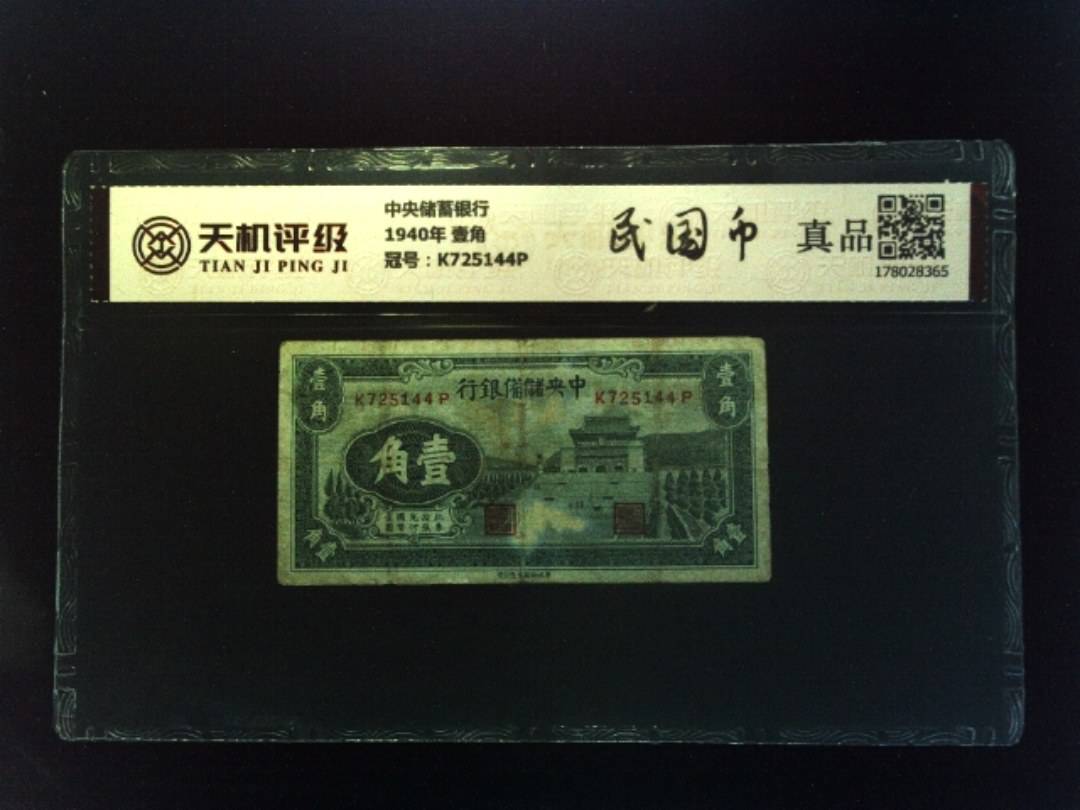 天机评级
TIAN JI PING JI
中央储蓄银行
1940年 壹角
冠号：K725144P
民国币
真品
178028365
行銀備儲央中
K725144P
K725144P
壹角
壹角
角壹